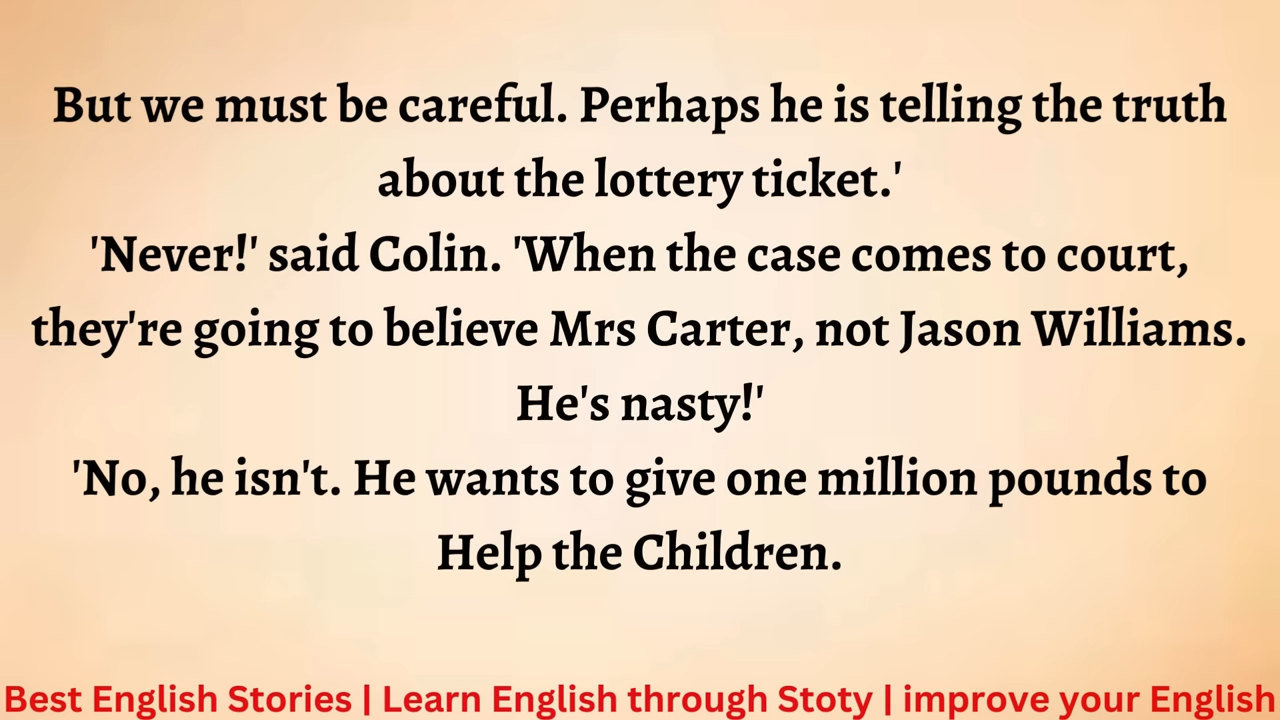 But we must be careful. Perhaps he is telling the truth
about the lottery ticket.'
'Never!' said Colin. 'When the case comes to court,
they're going to believe Mrs Carter, not Jason Williams.
He's nasty!'
'No, he isn't. He wants to give one million pounds to
Help the Children.
Best English Stories | Learn English through Stoty | improve your English